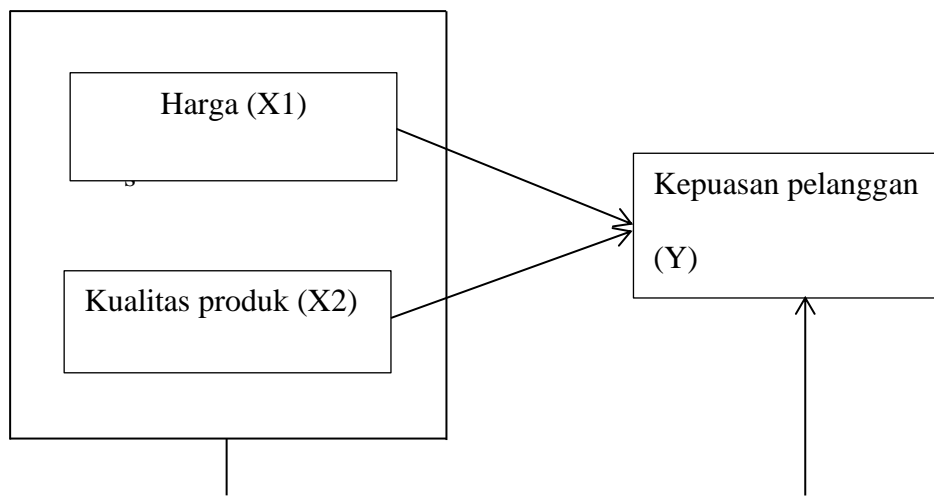 Harga (X1)
s
Kepuasan pelanggan
(Y)
Kualitas produk (X2)